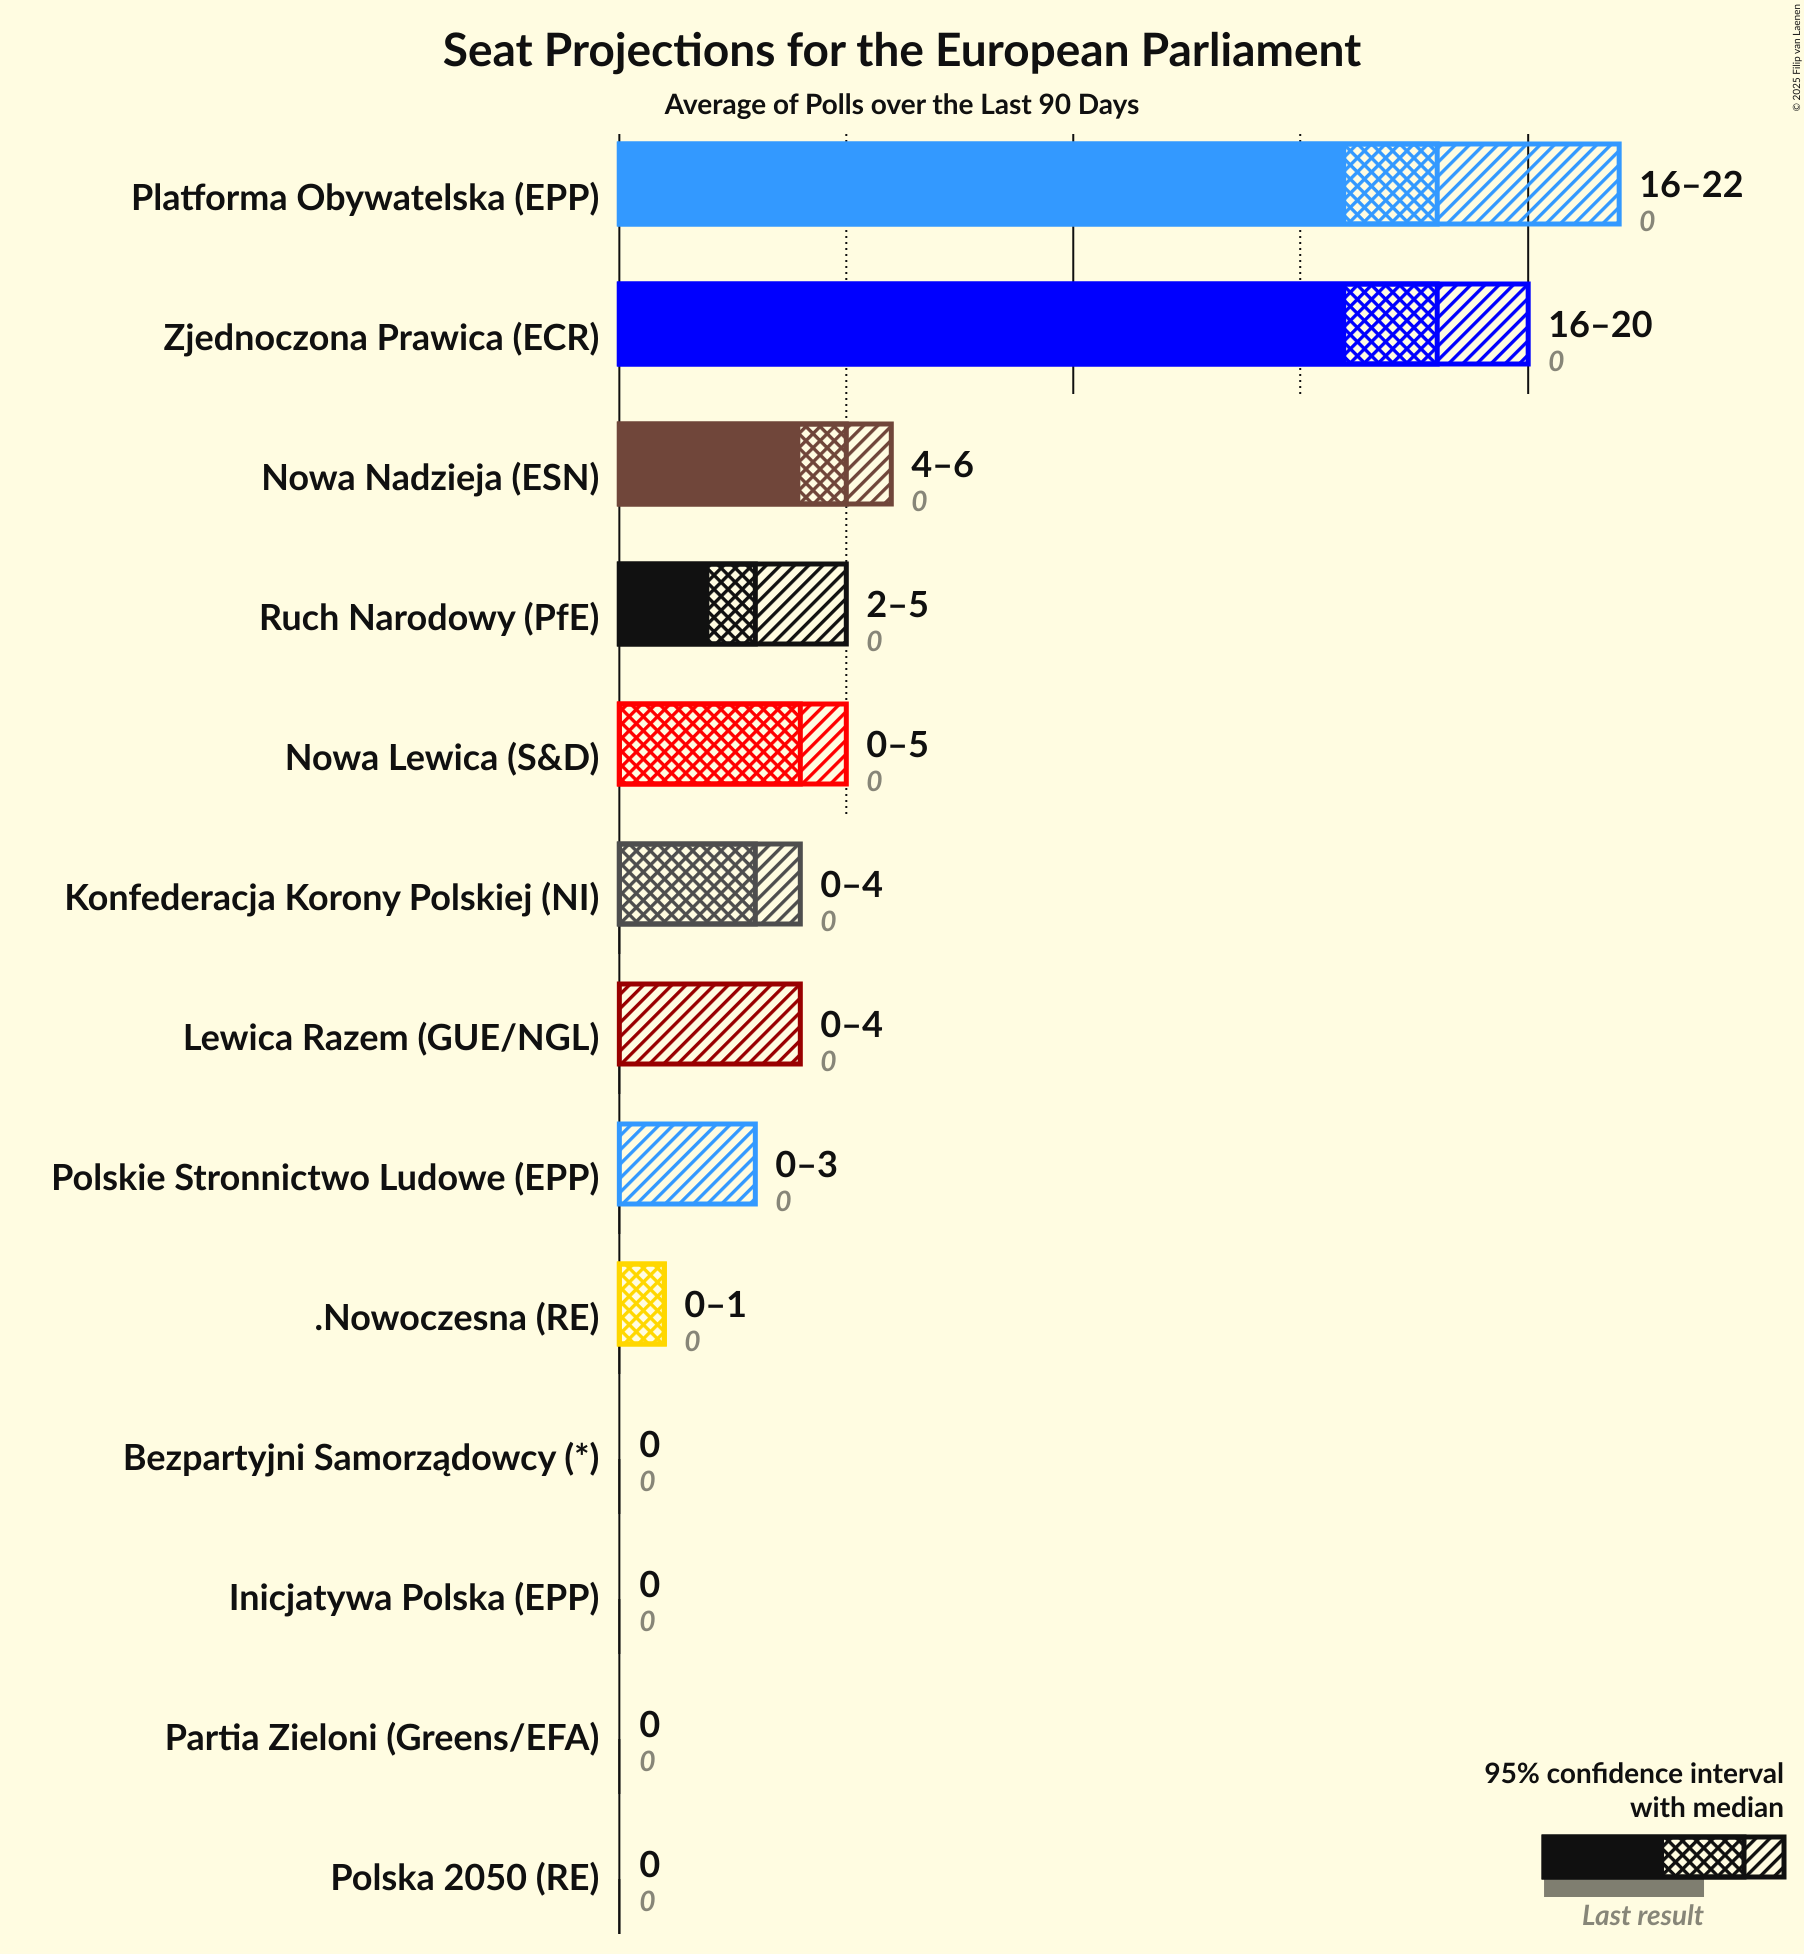 Seat Projections for the European Parliament
Average of Polls over the Last 90 Days
© 2025 Filip van Laenen
Platforma Obywatelska (EPP)
16–22
0
Zjednoczona Prawica (ECR)
16–20
0
Nowa Nadzieja (ESN)
4–6
0
Ruch Narodowy (PfE)
2–5
0
Nowa Lewica (S&D)
0–5
0
Konfederacja Korony Polskiej (NI)
0–4
0
Lewica Razem (GUE/NGL)
0–4
0
Polskie Stronnictwo Ludowe (EPP)
0–3
0
.Nowoczesna (RE)
0–1
0
Bezpartyjni Samorządowcy (*)
0
0
Inicjatywa Polska (EPP)
0
0
Partia Zieloni (Greens/EFA)
0
0
Polska 2050 (RE)
0
0
95% confidence interval
with median
Last result